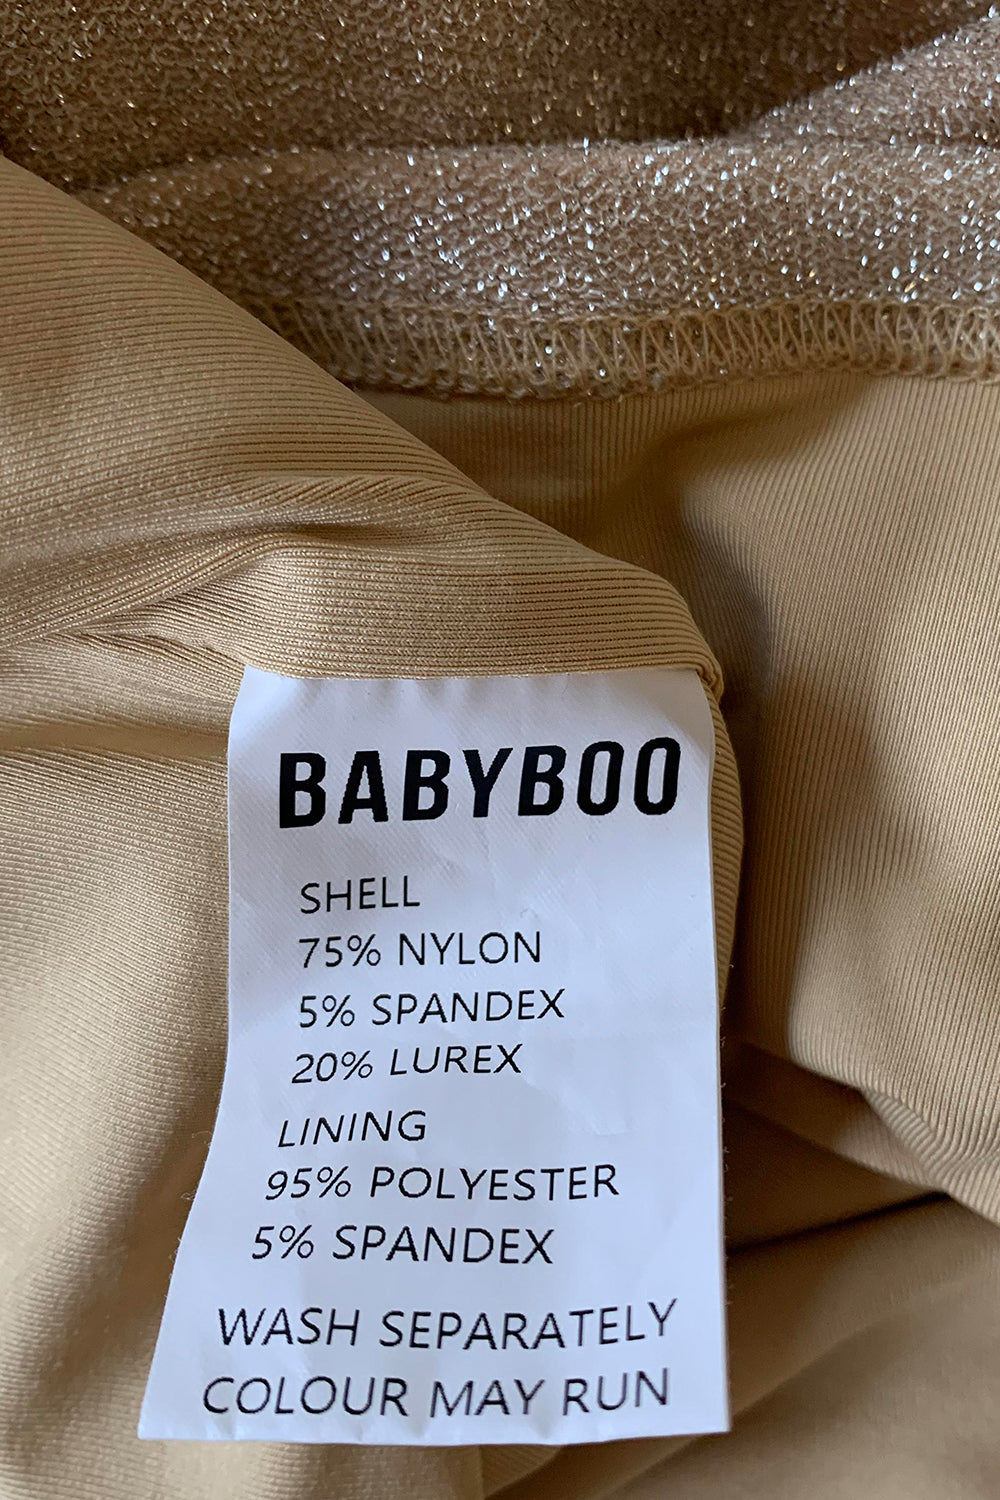 BABYBOO
SHELL
75% NYLON
5% SPANDEX
20% LUREX
LINING
95% POLYESTER
5% SPANDEX
WASH SEPARATELY
COLOUR MAY RUN